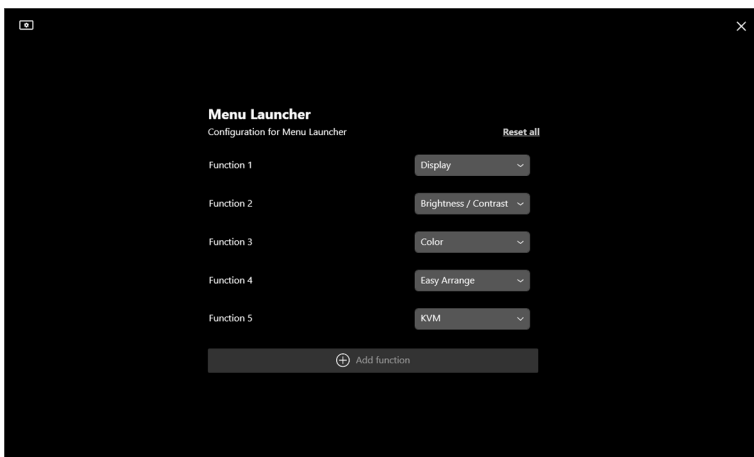 Menu Launcher
Configuration for Menu Launcher Reset all
Function 1 Display
Function 2 Brightness / Contrast
Function 3 Color
Function 4 Easy Arrange
Function 5 KVM
Add function